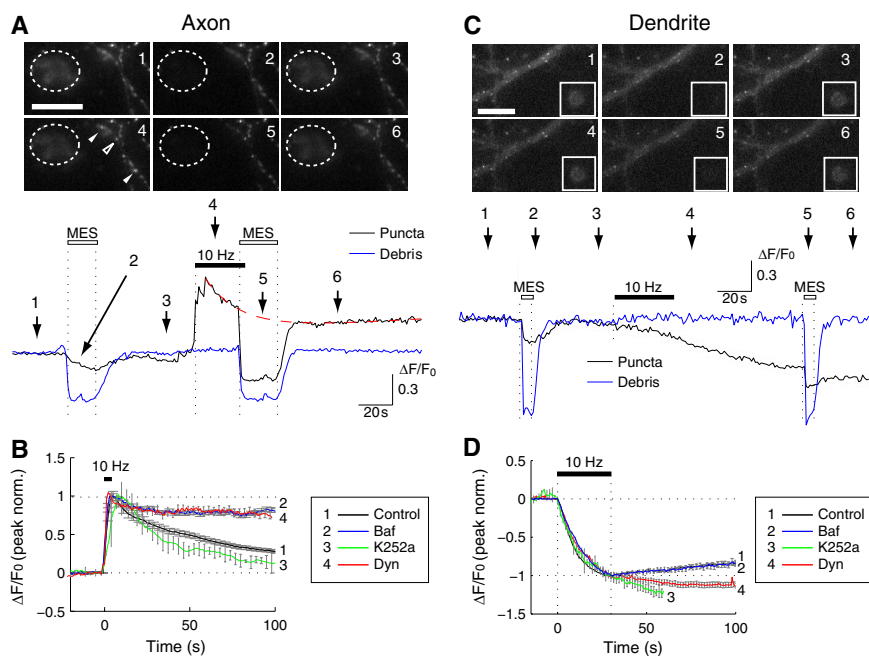 A
Axon
1
2
3
4
5
6
4
MES
10 Hz
MES
Puncta
Debris
2
1
3
5
6
ΔF/F0
0.3
20 s
B
10 Hz
ΔF/F0 (peak norm.)
1
0.5
0
−0.5
2
4
1
3
0
50
100
Time (s)
1 Control
2 Baf
3 K252a
4 Dyn
C
Dendrite
1
2
3
4
5
6
1
2
3
4
5
6
ΔF/F0
0.3
20 s
MES
10 Hz
MES
Puncta
Debris
D
10 Hz
ΔF/F0 (peak norm.)
0.5
0
−0.5
−1.0
−1.5
1
2
4
3
0
50
100
Time (s)
1 Control
2 Baf
3 K252a
4 Dyn